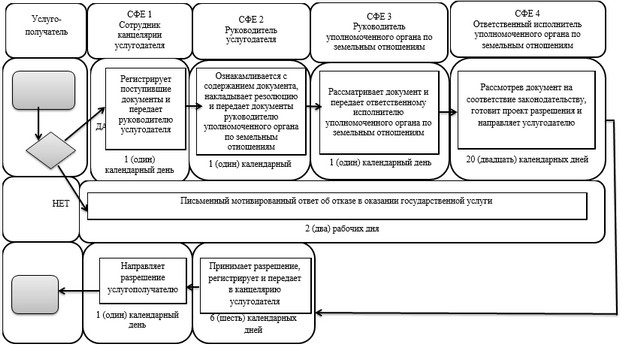 Услуго-
получатель
СФЕ 1
Сотрудник
канцелярии
услугодателя
СФЕ 2
Руководитель
услугодателя
СФЕ 3
Руководитель
уполномоченного органа по
земельным отношениям
СФЕ 4
Ответственный исполнитель
уполномоченного органа по
земельным отношениям
Регистрирует
поступившие
документы и
передает
руководителю
услугодателя
1 (один)
календарный день
Ознакамливается с
содержанием документа,
накладывает резолюцию
и передает документы
руководителю
уполномоченного органа
по земельным
отношениям
1 (один) календарный
Рассматривает документ и
передает ответственному
исполнителю
уполномоченного органа по
земельным отношениям
1 (один) календарный день
Рассмотрев документ на
соответствие законодательству,
готовит проект разрешения и
направляет услугодателю
20 (двадцать) календарных дней
ДА
НЕТ
Письменный мотивированный ответ об отказе в оказании государственной услуги
2 (два) рабочих дня
Направляет
разрешение
услугополучателю
1 (один) календарный
день
Принимает разрешение,
регистрирует и передает
в канцелярию
услугодателя
6 (шесть) календарных
дней